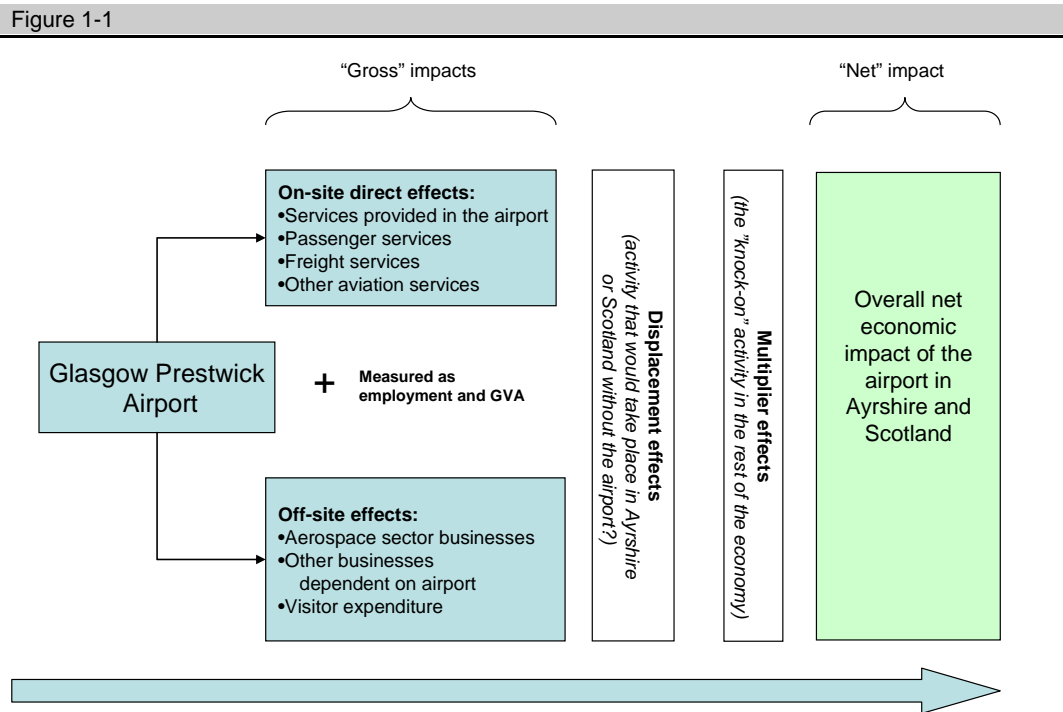 Figure 1-1
“Gross” impacts
“Net” impact
On-site direct effects:
•Services provided in the airport
•Passenger services
•Freight services
•Other aviation services
Glasgow Prestwick
Airport
+
Measured as
employment and GVA
Off-site effects:
•Aerospace sector businesses
•Other businesses
dependent on airport
•Visitor expenditure
Displacement effects
(activity that would take place in Ayrshire
or Scotland without the airport?)
Multiplier effects
(the ”knock-on” activity in the rest of the economy)
Overall net
economic
impact of the
airport in
Ayrshire and
Scotland